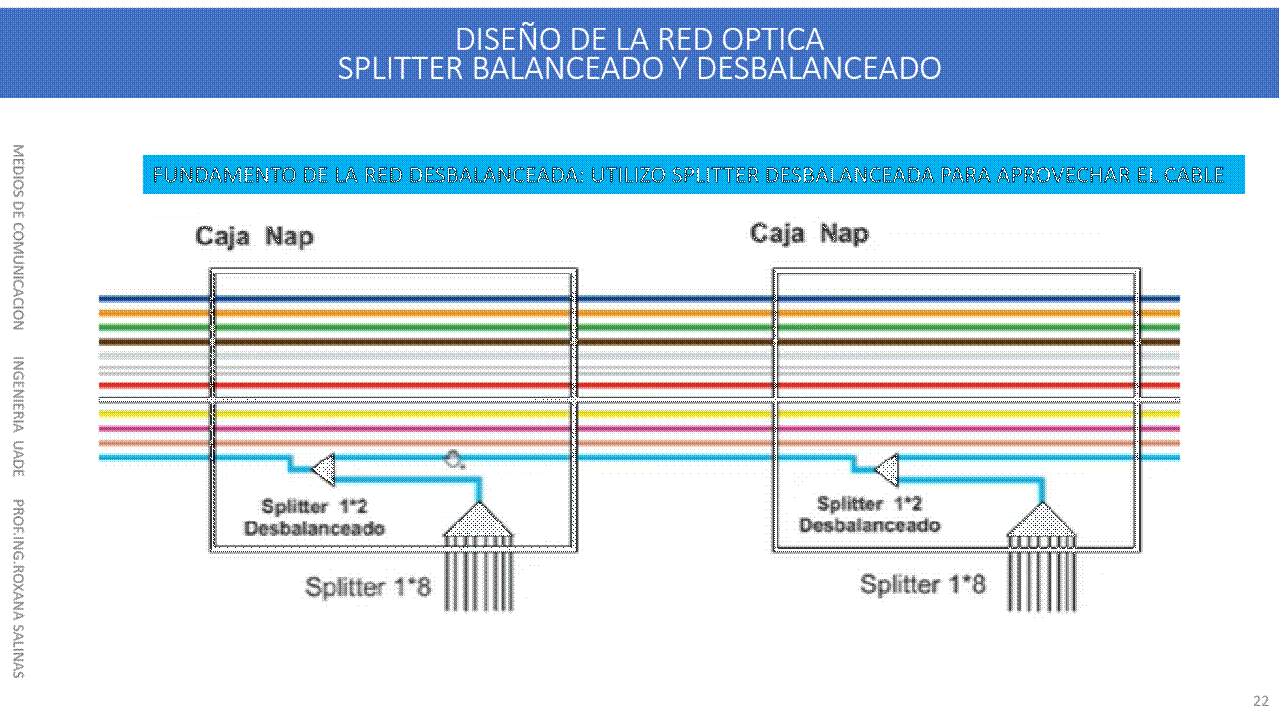 DISEÑO DE LA RED OPTICA
SPLITTER BALANCEADO Y DESBALANCEADO
MEDIOS DE COMUNICACION INGENIERIA UADE PROF.ING.ROXANA SALINAS
FUNDAMENTO DE LA RED DESBALANCEADA: UTILIZO SPLITTER DESBALANCEADA PARA APROVECHAR EL CABLE
Caja Nap
Caja Nap
Splitter 1*2
Desbalanceado
Splitter 1*8
Splitter 1*2
Desbalanceado
Splitter 1*8
22